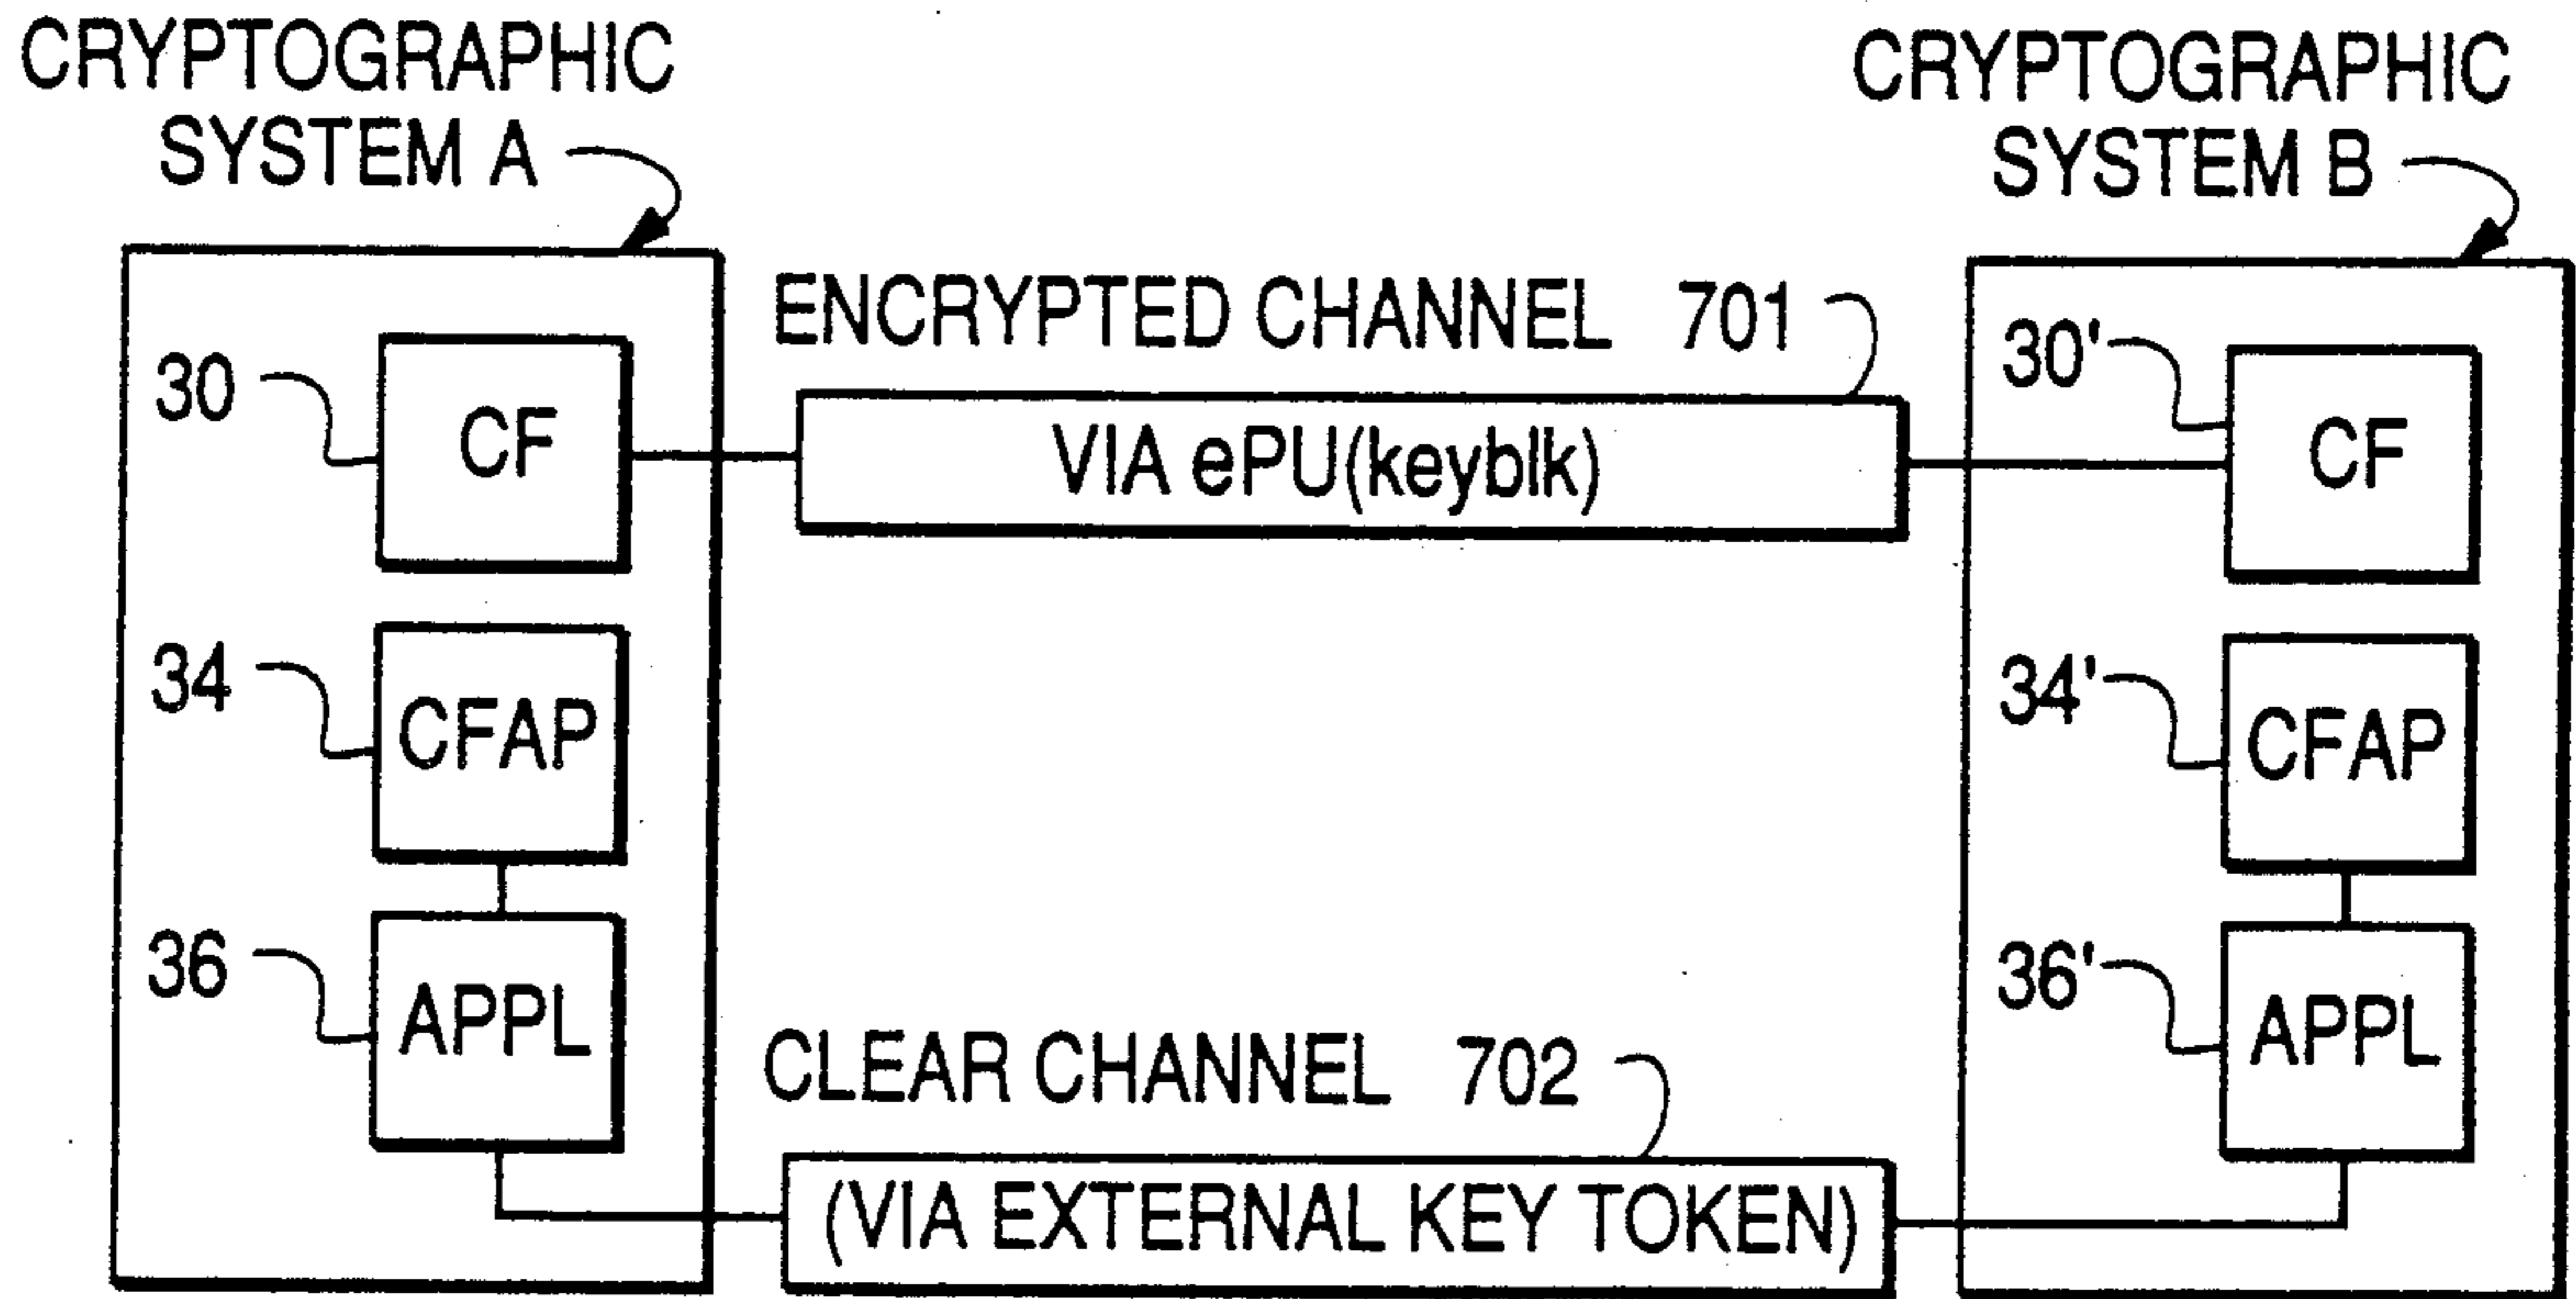 CRYPTOGRAPHIC
SYSTEM A
CRYPTOGRAPHIC
SYSTEM B
ENCRYPTED CHANNEL 701
VIA ePU(keyblk)
30
CF
30'
CF
34
CFAP
34'
CFAP
36
APPL
36'
APPL
CLEAR CHANNEL 702
(VIA EXTERNAL KEY TOKEN)